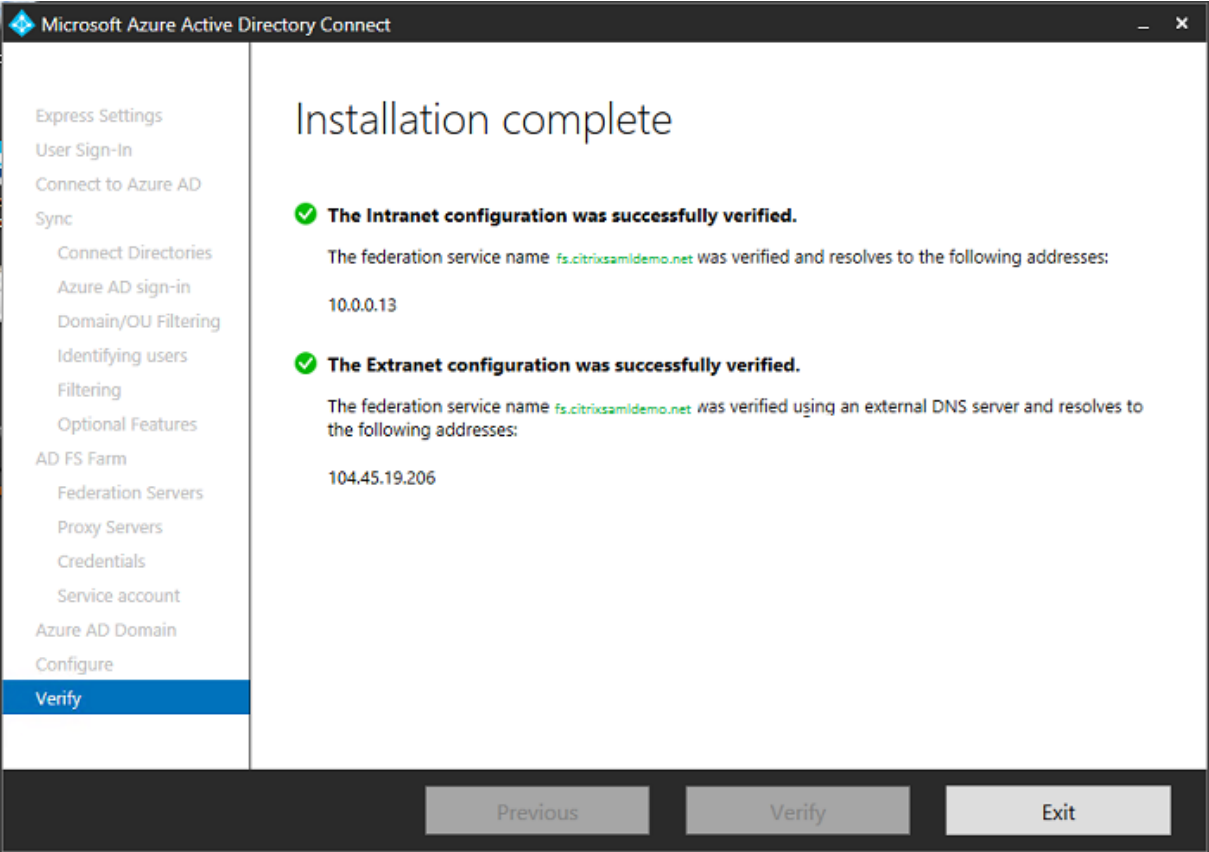 Microsoft Azure Active Directory Connect
Express Settings
User Sign-In
Connect to Azure AD
Sync
Connect Directories
Azure AD sign-in
Domain/OU Filtering
Identifying users
Filtering
Optional Features
AD FS Farm
Federation Servers
Proxy Servers
Credentials
Service account
Azure AD Domain
Configure
Verify
Installation complete
The Intranet configuration was successfully verified.
The federation service name fs.citrixsamldemo.net was verified and resolves to the following addresses:
10.0.0.13
The Extranet configuration was successfully verified.
The federation service name fs.citrixsamldemo.net was verified using an external DNS server and resolves to
the following addresses:
104.45.19.206
Previous
Verify
Exit